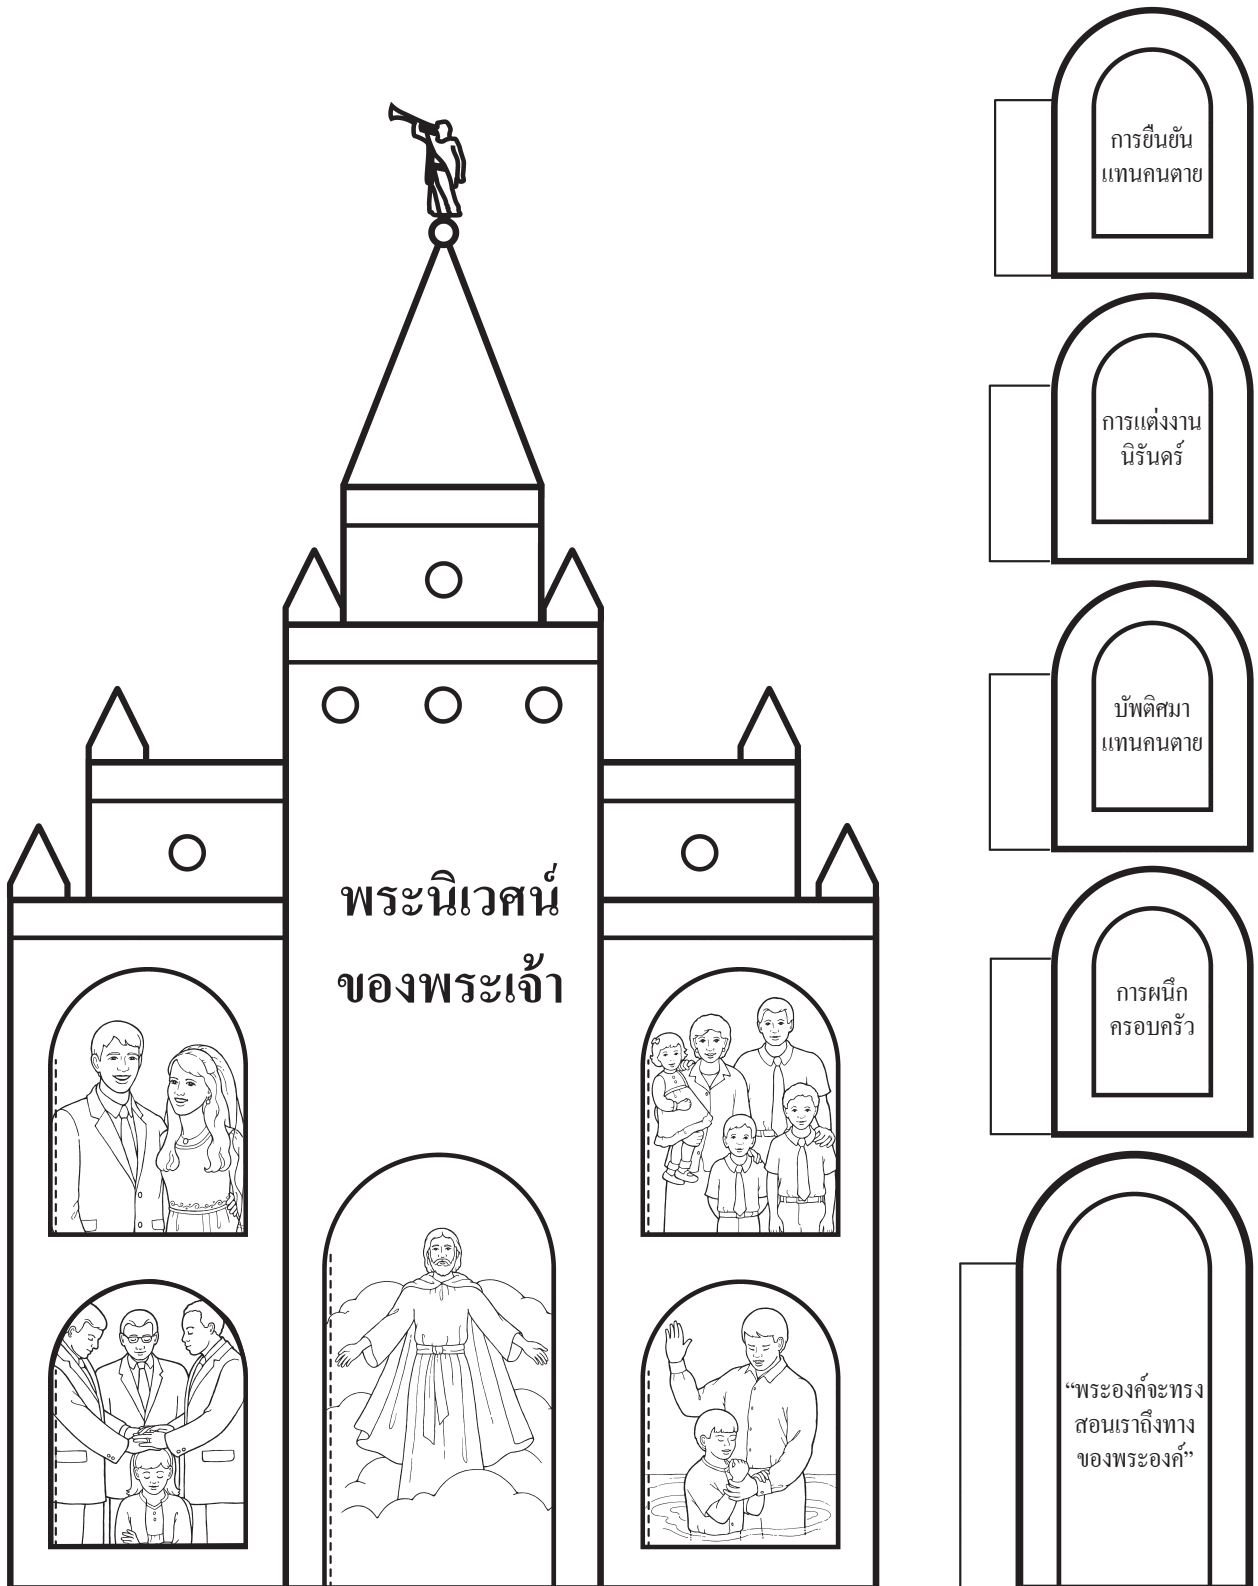 พระนิเวศน์
ของพระเจ้า
การยืนยัน
แทนคนตาย
การแต่งงาน
นิรันดร์
บัพติศมา
แทนคนตาย
การผนึก
ครอบครัว
“พระองค์จะทรง
สอนเราถึงทาง
ของพระองค์”